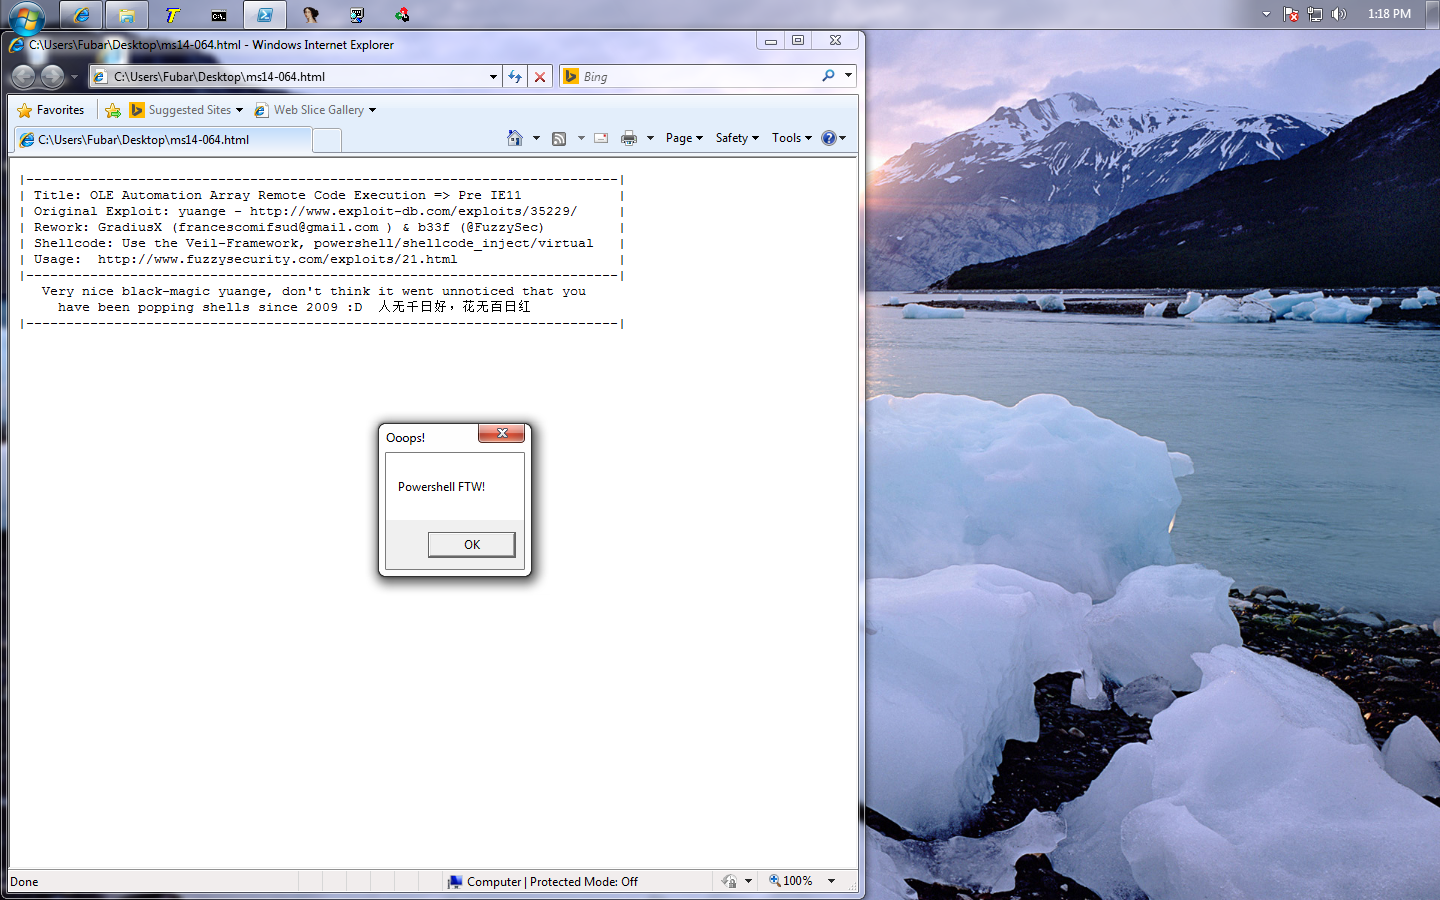 1:18 PM
C:\Users\Fubar\Desktop\ms14-064.html - Windows Internet Explorer
C:\Users\Fubar\Desktop\ms14-064.html
Bing
Favorites
Suggested Sites
Web Slice Gallery
C:\Users\Fubar\Desktop\ms14-064.html
Page
Safety
Tools
|--------------------------------------------------------------------------|
| Title: OLE Automation Array Remote Code Execution => Pre IE11 |
| Original Exploit: yuange - http://www.exploit-db.com/exploits/35229/ |
| Rework: GradiusX (francescomifsud@gmail.com ) & b33f (@FuzzySec) |
| Shellcode: Use the Veil-Framework, powershell/shellcode_inject/virtual |
| Usage:  http://www.fuzzysecurity.com/exploits/21.html |
|--------------------------------------------------------------------------|
Very nice black-magic yuange, don't think it went unnoticed that you
have been popping shells since 2009 :D  人无千日好，花无百日红
|--------------------------------------------------------------------------|
Ooops!
Powershell FTW!
OK
Done
Computer | Protected Mode: Off
100%